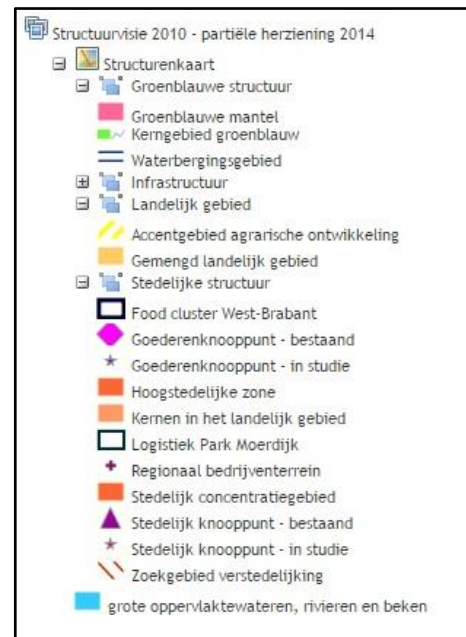 Structuurvisie 2010 - partiële herziening 2014
Structurenkaart
Groenblauwe structuur
Groenblauwe mantel
Kerngebied groenblauw
Waterbergingsgebied
Infrastructuur
Landelijk gebied
Accentgebied agrarische ontwikkeling
Gemengd landelijk gebied
Stedelijke structuur
Food cluster West-Brabant
Goederenknooppunt - bestaand
Goederenknooppunt - in studie
Hoogstedelijke zone
Kernen in het landelijk gebied
Logistiek Park Moerdijk
Regionaal bedrijventerrein
Stedelijk concentratiegebied
Stedelijk knooppunt - bestaand
Stedelijk knooppunt - in studie
Zoekgebied verstedelijking
grote oppervlaktewateren, rivieren en beken